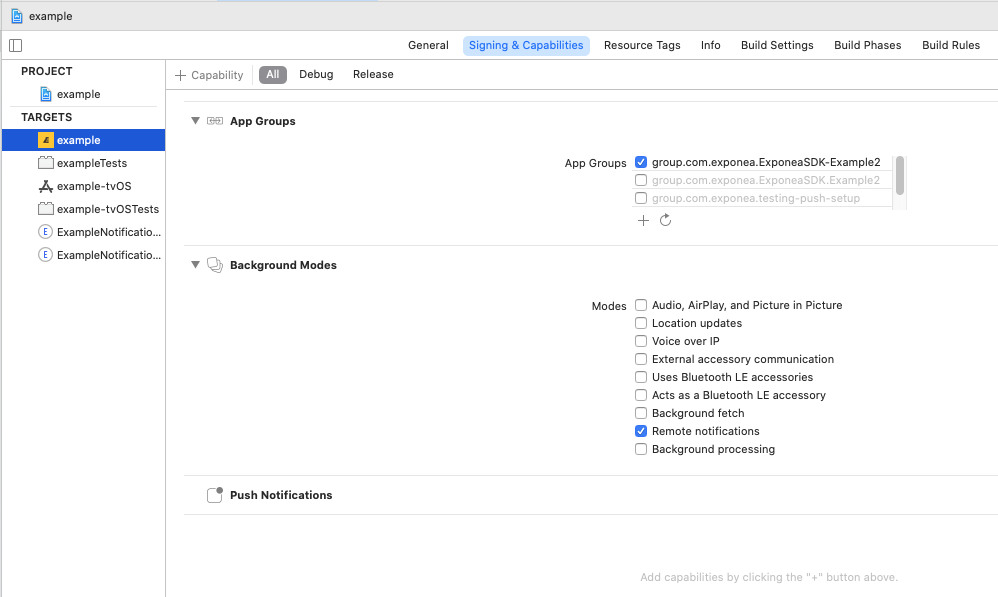 example
General Signing & Capabilities Resource Tags Info Build Settings Build Phases Build Rules
PROJECT
example
TARGETS
example
exampleTests
example-tvOS
example-tvOSTests
ExampleNotificatio...
ExampleNotificatio...
+ Capability All Debug Release
App Groups
App Groups group.com.exponea.ExponeaSDK-Example2
group.com.exponea.ExponeaSDK.Example2
group.com.exponea.testing-push-setup
Background Modes
Modes Audio, AirPlay, and Picture in Picture
Location updates
Voice over IP
External accessory communication
Uses Bluetooth LE accessories
Acts as a Bluetooth LE accessory
Background fetch
Remote notifications
Background processing
Push Notifications
Add capabilities by clicking the "+" button above.